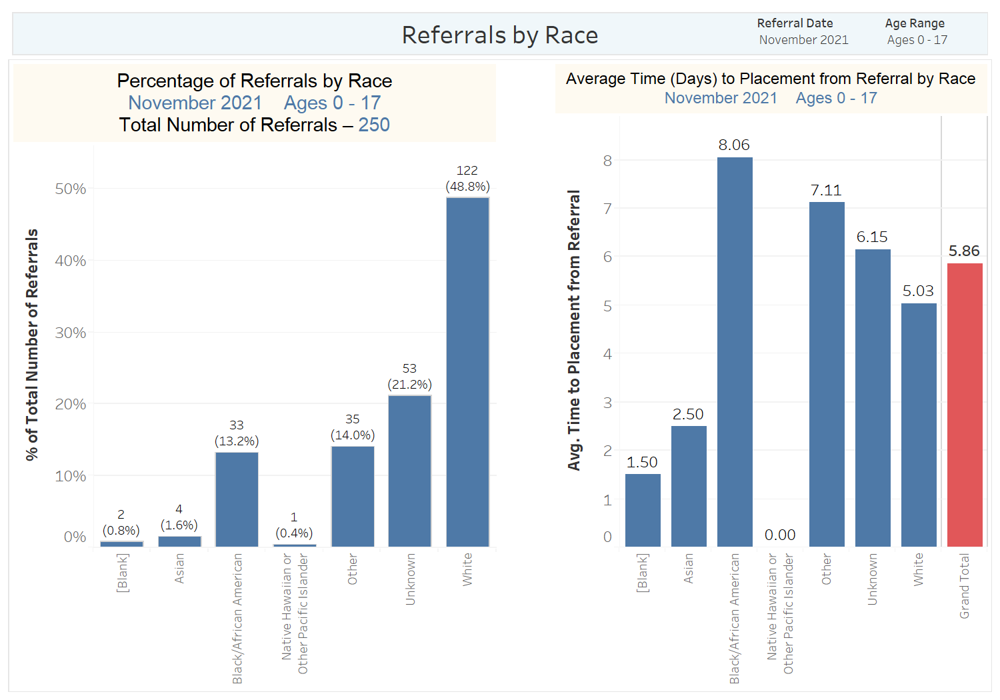 Referrals by Race
Referral Date
November 2021
Age Range
Ages 0 - 17
Percentage of Referrals by Race
November 2021 Ages 0 - 17
Total Number of Referrals – 250
% of Total Number of Referrals
50%
40%
30%
20%
10%
0%
2
(0.8%)
4
(1.6%)
33
(13.2%)
1
(0.4%)
35
(14.0%)
53
(21.2%)
122
(48.8%)
[Blank]
Asian
Black/African American
Native Hawaiian or
Other Pacific Islander
Other
Unknown
White
Average Time (Days) to Placement from Referral by Race
November 2021 Ages 0 - 17
Avg. Time to Placement from Referral
8
7
6
5
4
3
2
1
0
1.50
2.50
8.06
0.00
7.11
6.15
5.03
5.86
[Blank]
Asian
Black/African American
Native Hawaiian or
Other Pacific Islander
Other
Unknown
White
Grand Total